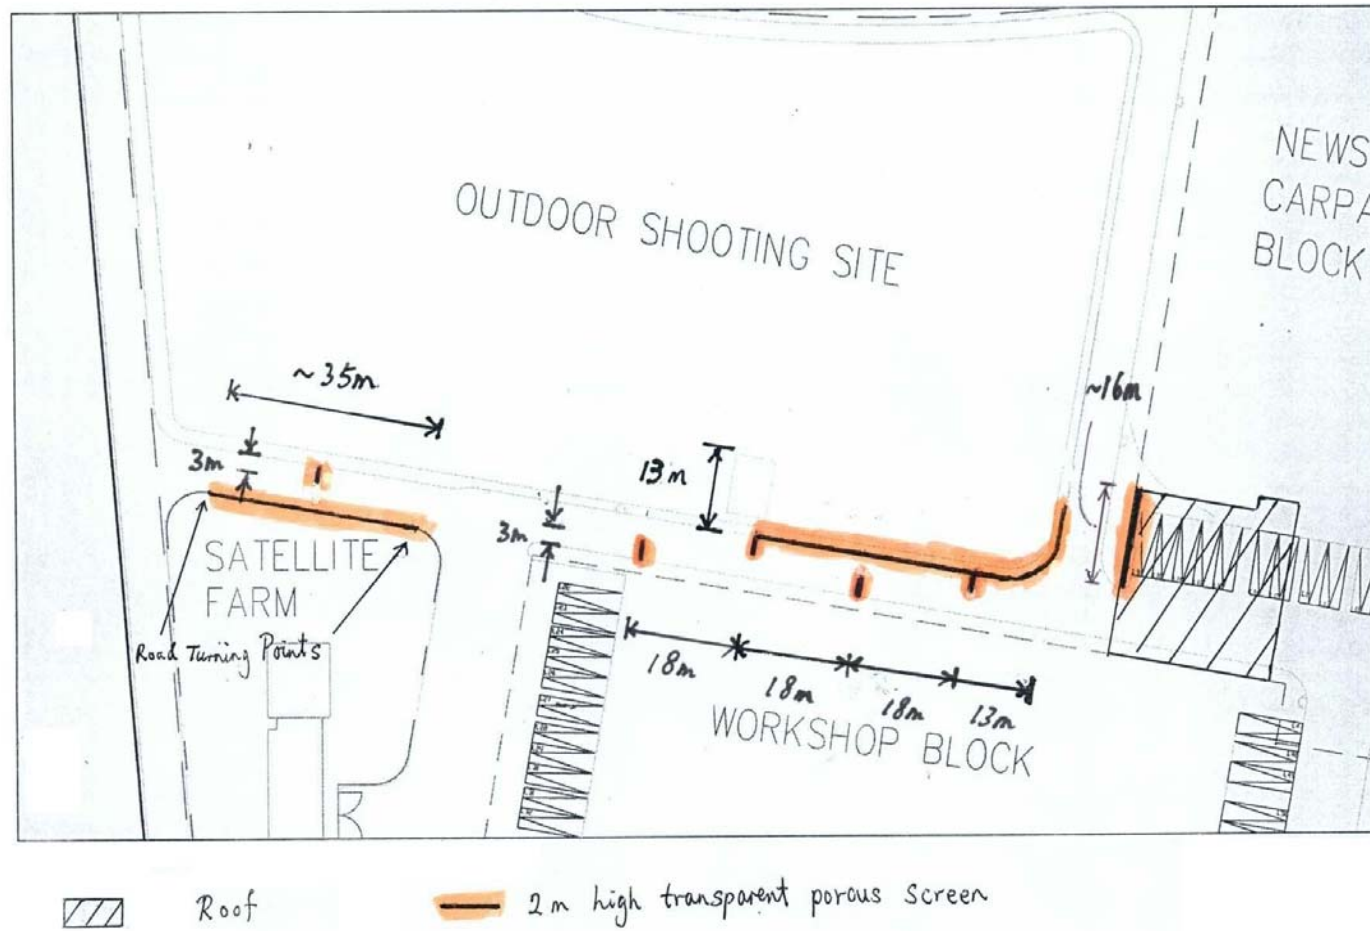 NEWS
CARPA
BLOCK
OUTDOOR SHOOTING SITE
~35m
~16m
3m
13m
3m
SATELLITE
FARM
Road Turning Points
18m
18m
18m
13m
WORKSHOP BLOCK
Roof
2m high transparent porous screen